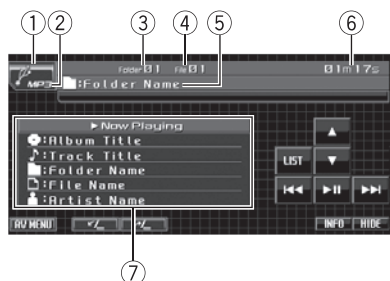 ① ② ③ ④ ⑤ ⑥
MP3 Folder 01 File 01 01m17s
:Folder Name
▶Now Playing
:Album Title
:Track Title
:Folder Name
:File Name
:Artist Name
LIST
AV MENU
INFO HIDE
⑦